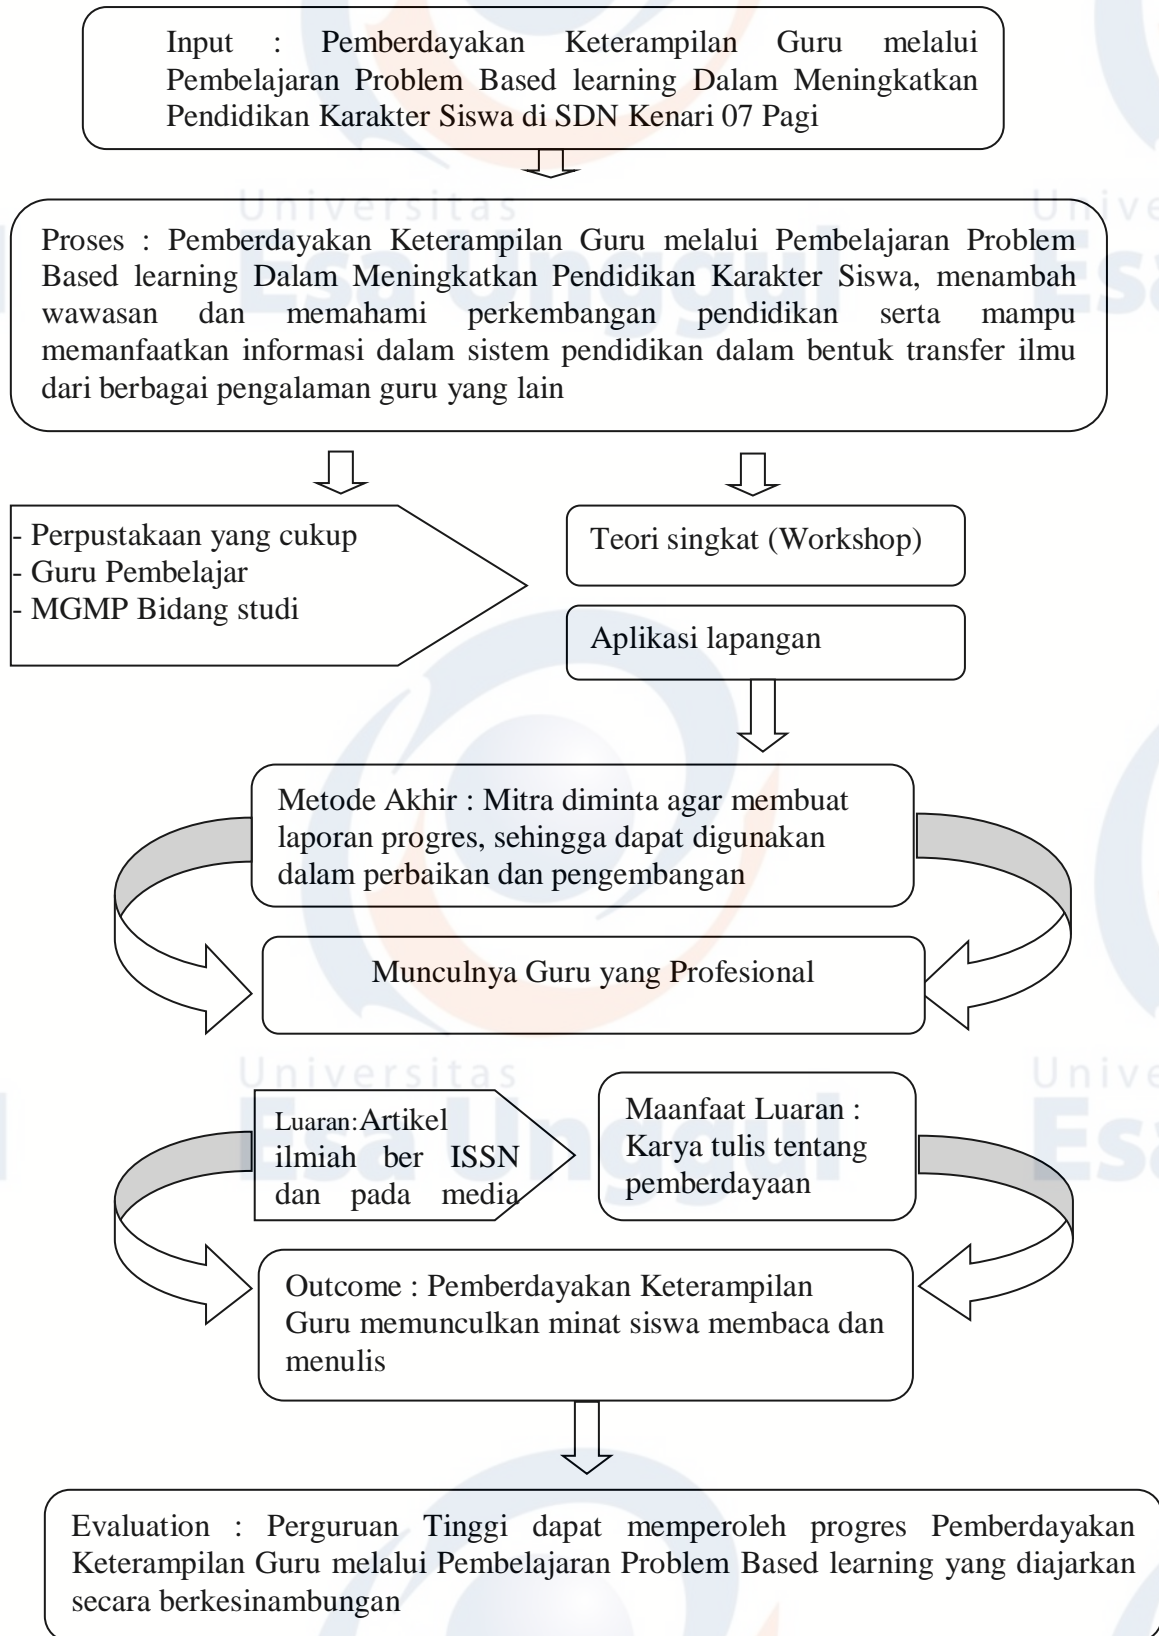 Input : Pemberdayakan Keterampilan Guru melalui
Pembelajaran Problem Based learning Dalam Meningkatkan
Pendidikan Karakter Siswa di SDN Kenari 07 Pagi
Universitas
Esa Unggul
Proses : Pemberdayakan Keterampilan Guru melalui Pembelajaran Problem
Based learning Dalam Meningkatkan Pendidikan Karakter Siswa, menambah
wawasan dan memahami perkembangan pendidikan serta mampu
memanfaatkan informasi dalam sistem pendidikan dalam bentuk transfer ilmu
dari berbagai pengalaman guru yang lain
- Perpustakaan yang cukup
- Guru Pembelajar
- MGMP Bidang studi
Teori singkat (Workshop)
Aplikasi lapangan
Metode Akhir : Mitra diminta agar membuat
laporan progres, sehingga dapat digunakan
dalam perbaikan dan pengembangan
Munculnya Guru yang Profesional
Universitas
Esa Unggul
Luaran:Artikel
ilmiah ber ISSN
dan pada media
Maanfaat Luaran :
Karya tulis tentang
pemberdayaan
Outcome : Pemberdayakan Keterampilan
Guru memunculkan minat siswa membaca dan
menulis
Evaluation : Perguruan Tinggi dapat memperoleh progres Pemberdayakan
Keterampilan Guru melalui Pembelajaran Problem Based learning yang diajarkan
secara berkesinambungan